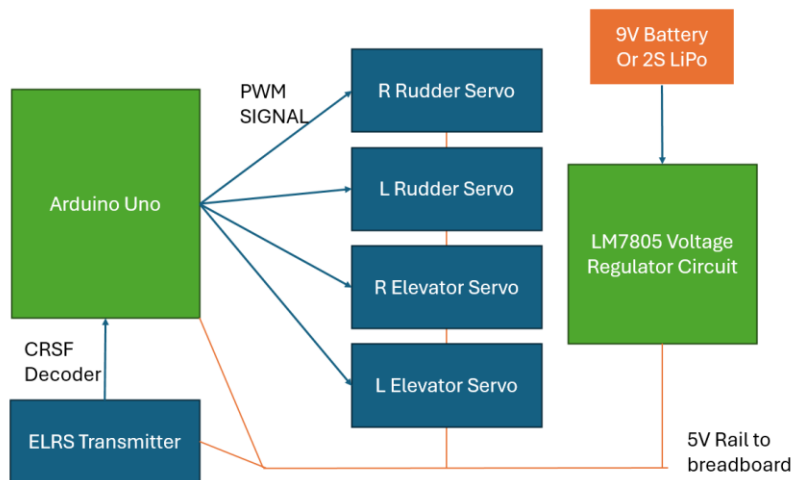 9V Battery
Or 2S LiPo
PWM
SIGNAL
R Rudder Servo
Arduino Uno
L Rudder Servo
LM7805 Voltage
Regulator Circuit
R Elevator Servo
CRSF
Decoder
L Elevator Servo
ELRS Transmitter
5V Rail to
breadboard